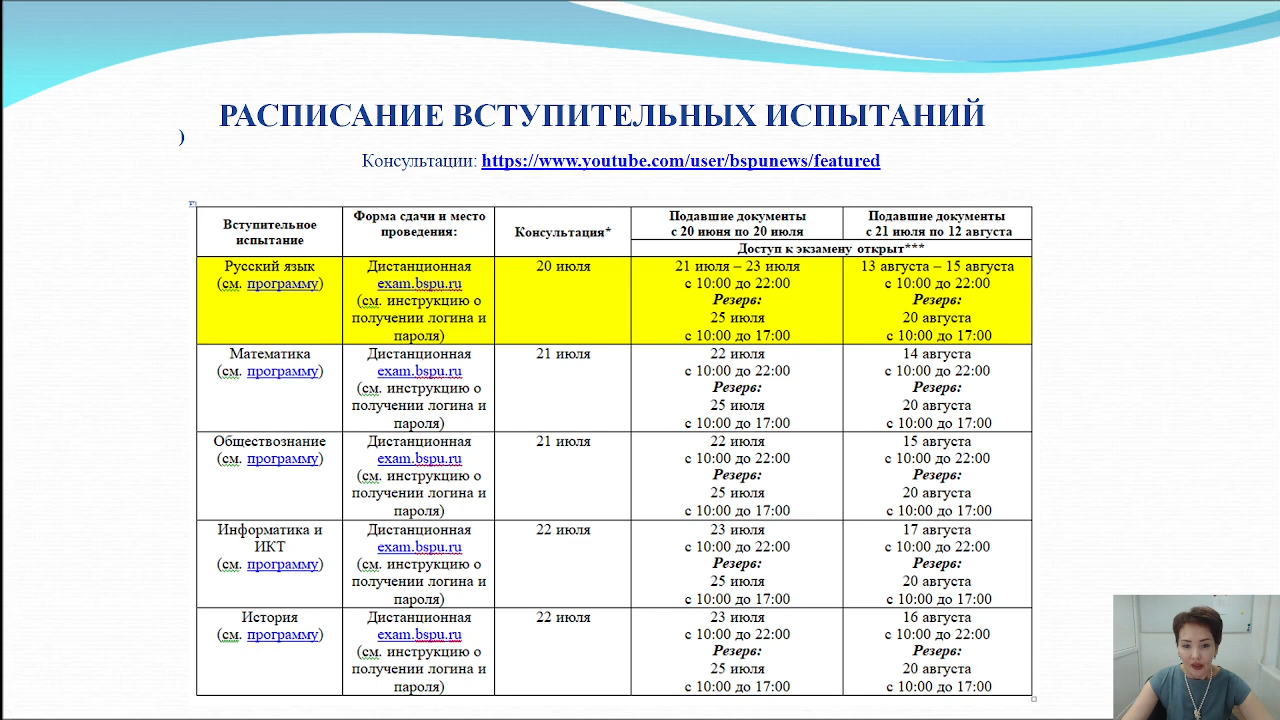 РАСПИСАНИЕ ВСТУПИТЕЛЬНЫХ ИСПЫТАНИЙ
)
Консультации: https://www.youtube.com/user/bspunews/featured
Вступительное
испытание
Форма сдачи и место
проведения:
Консультация*
Подавшие документы
с 20 июня по 20 июля
Подавшие документы
с 21 июля по 12 августа
Доступ к экзамену открыт***
Русский язык
(см. программу)
Дистанционная
exam.bspu.ru
(см. инструкцию о
получении логина и
пароля)
20 июля
21 июля – 23 июля
с 10:00 до 22:00
Резерв:
25 июля
с 10:00 до 17:00
13 августа – 15 августа
с 10:00 до 22:00
Резерв:
20 августа
с 10:00 до 17:00
Математика
(см. программу)
Дистанционная
exam.bspu.ru
(см. инструкцию о
получении логина и
пароля)
21 июля
22 июля
с 10:00 до 22:00
Резерв:
25 июля
с 10:00 до 17:00
14 августа
с 10:00 до 22:00
Резерв:
20 августа
с 10:00 до 17:00
Обществознание
(см. программу)
Дистанционная
exam.bspu.ru
(см. инструкцию о
получении логина и
пароля)
21 июля
22 июля
с 10:00 до 22:00
Резерв:
25 июля
с 10:00 до 17:00
15 августа
с 10:00 до 22:00
Резерв:
20 августа
с 10:00 до 17:00
Информатика и
ИКТ
(см. программу)
Дистанционная
exam.bspu.ru
(см. инструкцию о
получении логина и
пароля)
22 июля
23 июля
с 10:00 до 22:00
Резерв:
25 июля
с 10:00 до 17:00
17 августа
с 10:00 до 22:00
Резерв:
20 августа
с 10:00 до 17:00
История
(см. программу)
Дистанционная
exam.bspu.ru
(см. инструкцию о
получении логина и
пароля)
22 июля
23 июля
с 10:00 до 22:00
Резерв:
25 июля
с 10:00 до 17:00
16 августа
с 10:00 до 22:00
Резерв:
20 августа
с 10:00 до 17:00